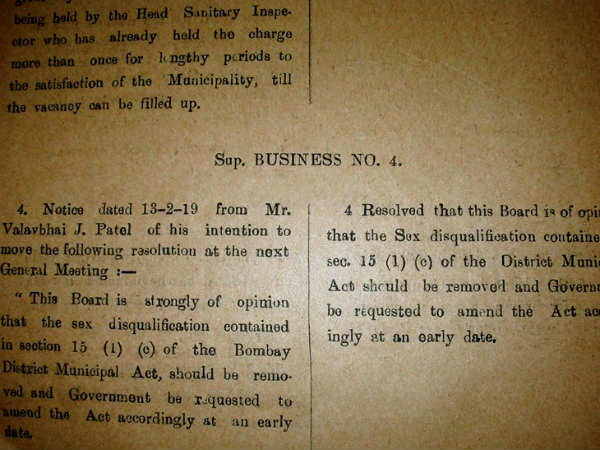 being held by the Head Sanitary Inspe-
ctor who has already held the charge
more than once for lengthy periods to
the satisfaction of the Municipality, till
the vacancy can be filled up.
Sup. BUSINESS NO. 4.
4. Notice dated 13-2-19 from Mr.
Valavbhai J. Patel of his intention to
move the following resolution at the next
General Meeting :—
" This Board is strongly of opinion
that the sex disqualification contained
in section 15 (1) (c) of the Bombay
District Municipal Act, should be remo-
ved and Government be requested to
amend the Act accordingly at an early
date.
4 Resolved that this Board is of opin
that the Sex disqualification containe
sec. 15 (1) (c) of the District Munic
Act should be removed and Governm
be requested to amend the Act acc
ingly at an early date.